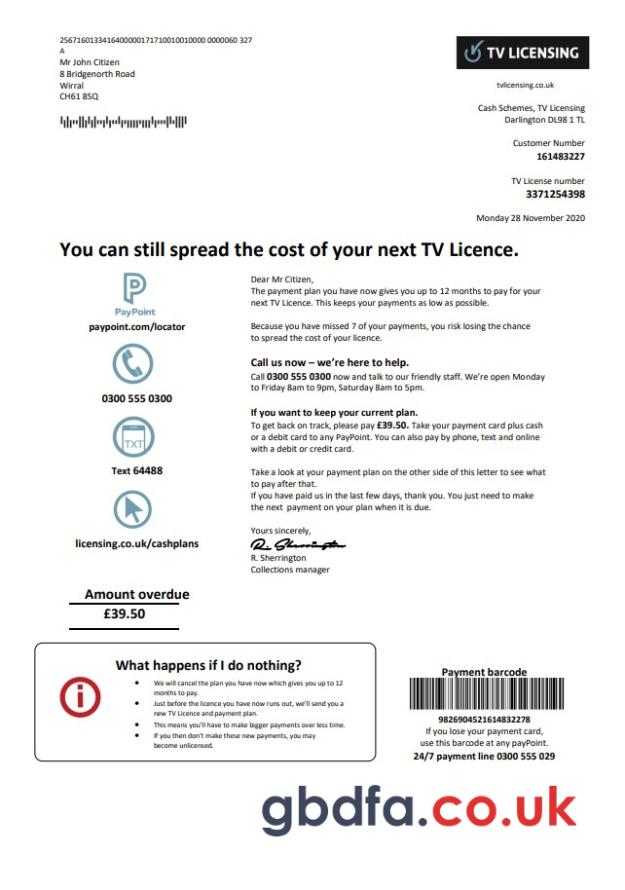 25671601334164000001717100100100​00 0000060 327
A
Mr John Citizen
8 Bridgenorth Road
Wirral
CH61 8SQ
TV LICENSING
tvlicensing.co.uk
Cash Schemes, TV Licensing
Darlington DL98 1 TL
Customer Number
161483227
TV License number
3371254398
Monday 28 November 2020
You can still spread the cost of your next TV Licence.
PayPoint
paypoint.com/locator
0300 555 0300
TXT
Text 64488
licensing.co.uk/cashplans
Dear Mr Citizen,
The payment plan you have now gives you up to 12 months to pay for your
next TV Licence. This keeps your payments as low as possible.
Because you have missed 7 of your payments, you risk losing the chance
to spread the cost of your licence.
Call us now – we're here to help.
Call 0300 555 0300 now and talk to our friendly staff. We're open Monday
to Friday 8am to 9pm, Saturday 8am to 5pm.
If you want to keep your current plan.
To get back on track, please pay £39.50. Take your payment card plus cash
or a debit card to any PayPoint. You can also pay by phone, text and online
with a debit or credit card.
Take a look at your payment plan on the other side of this letter to see what
to pay after that.
If you have paid us in the last few days, thank you. You just need to make
the next payment on your plan when it is due.
Yours sincerely,
R. Sherrington
R. Sherrington
Collections manager
Amount overdue
£39.50
What happens if I do nothing?
• We will cancel the plan you have now which gives you up to 12
months to pay.
• Just before the licence you have now runs out, we'll send you a
new TV Licence and payment plan.
• This means you'll have to make bigger payments over less time.
• If you then don't make these new payments, you may
become unlicensed.
Payment barcode
9826904521614832278
If you lose your payment card,
use this barcode at any payPoint.
24/7 payment line 0300 555 029
gbdfa.co.uk